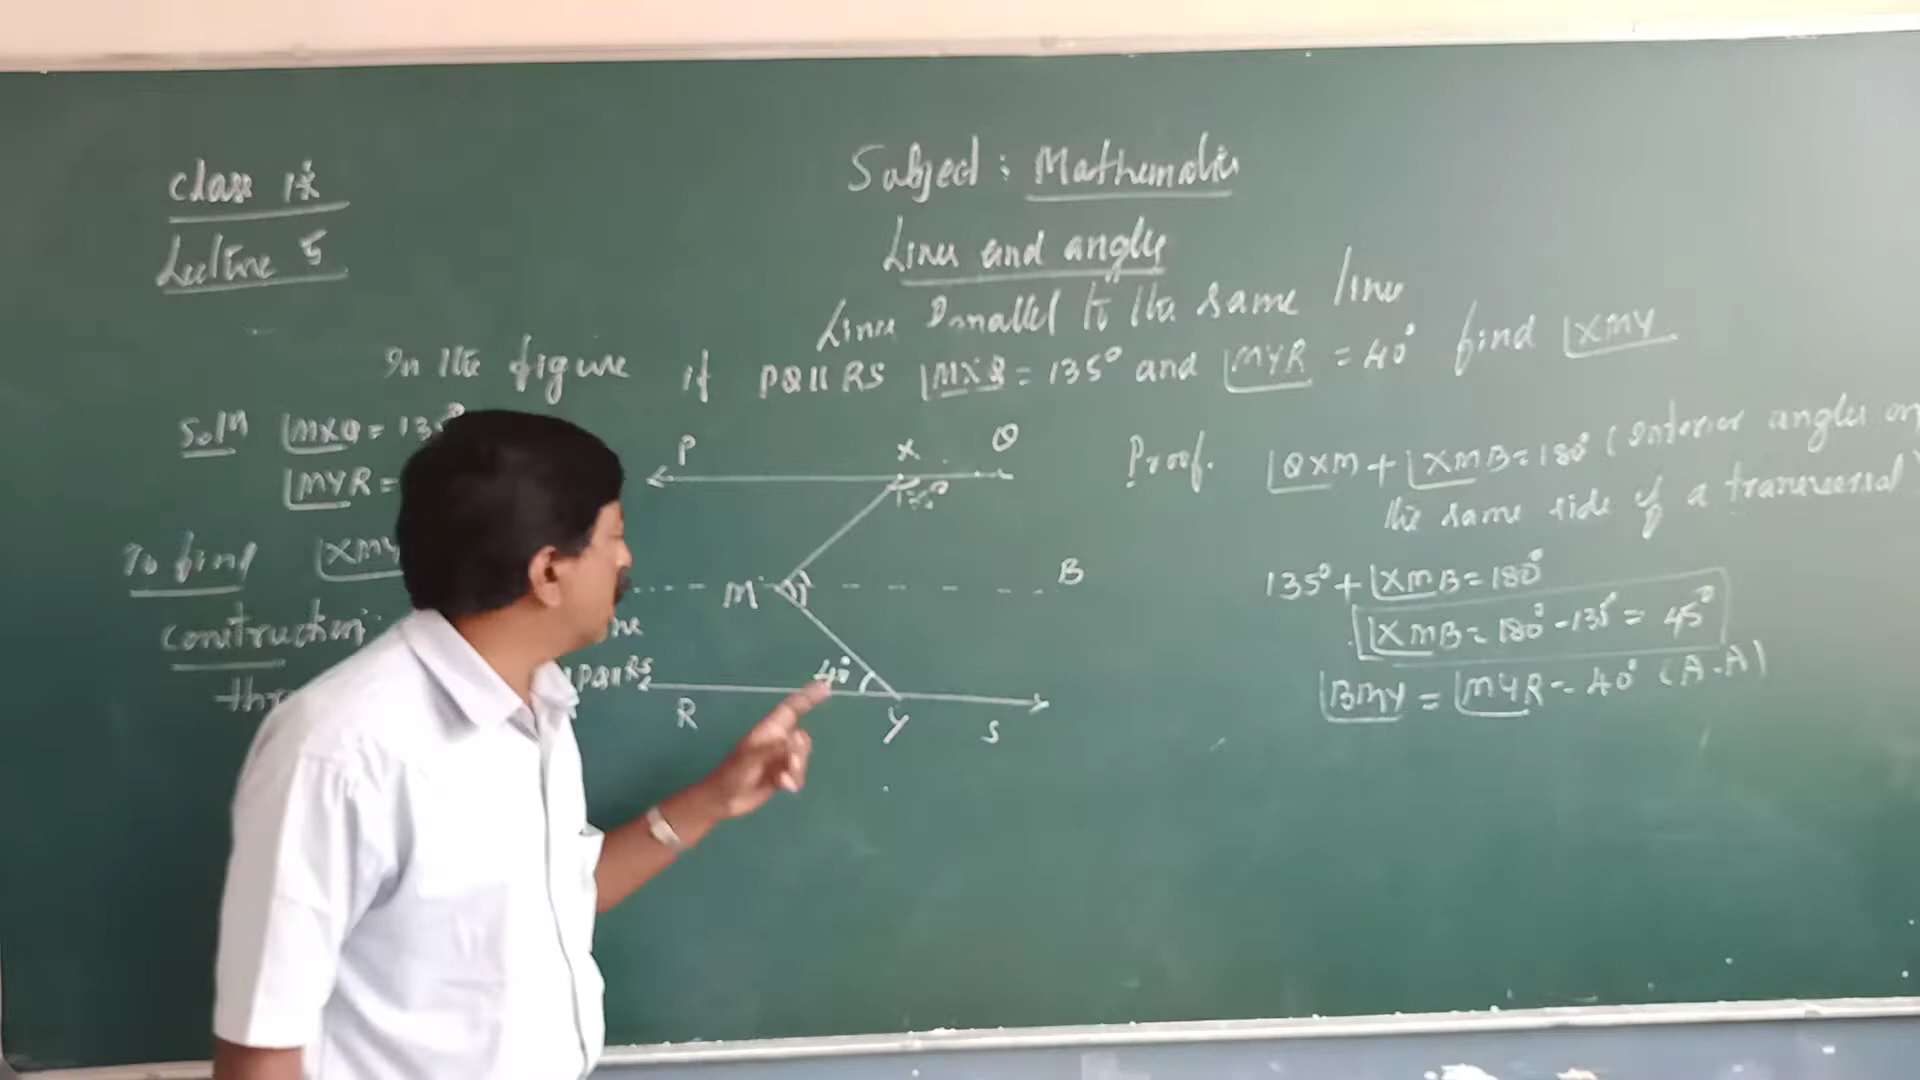 Class IX
Lecture 5
Subject : Mathematics
Lines and angles
Lines Parallel to the same line
In the figure if PQ || RS ∠MXQ = 135° and ∠MYR = 40° find ∠XMY
Soln ∠MXQ = 135°
∠MYR =
To find ∠XMY
Construction:
PQ||RS
P X Q
135°
M B
40°
R Y S
Proof. ∠QXM + ∠XMB = 180° (Interior angles on
the same side of a transversal)
135° + ∠XMB = 180°
∠XMB = 180° - 135° = 45°
∠BMY = ∠MYR = 40° (A.A)